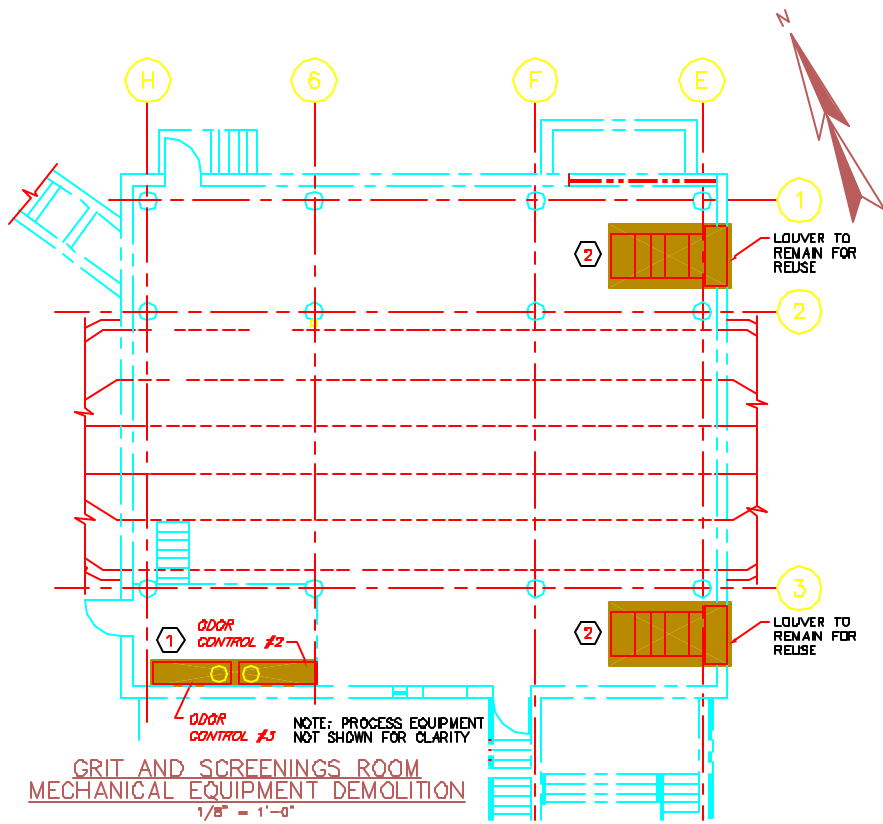 N
H
6
F
E
1
LOUVER TO
REMAIN FOR
REUSE
2
2
3
LOUVER TO
REMAIN FOR
REUSE
2
1
ODOR
CONTROL #2
ODOR
CONTROL #3
NOTE: PROCESS EQUIPMENT
NOT SHOWN FOR CLARITY
GRIT AND SCREENINGS ROOM
MECHANICAL EQUIPMENT DEMOLITION
1/8" = 1'-0"